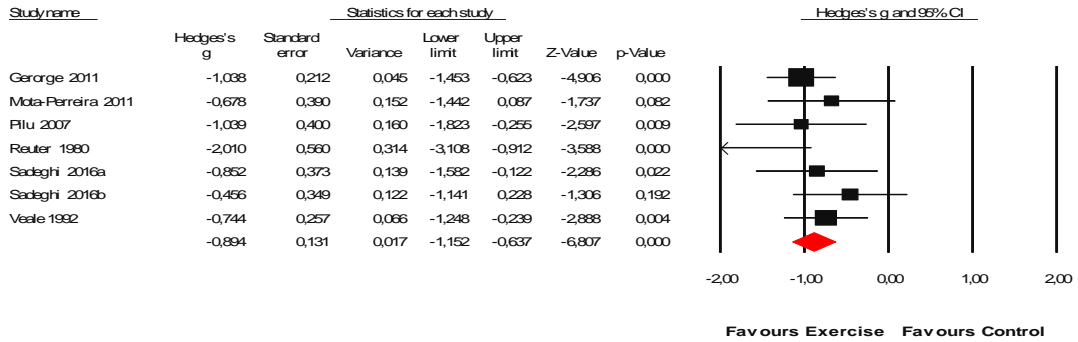 Study name Statistics for each study Hedges's g and 95% CI
Hedges's Standard Lower Upper
g error Variance limit limit Z-Value p-Value
Gerorge 2011 -1,038 0,212 0,045 -1,453 -0,623 -4,906 0,000
Mota-Perreira 2011 -0,678 0,390 0,152 -1,442 0,087 -1,737 0,082
Pilu 2007 -1,039 0,400 0,160 -1,823 -0,255 -2,597 0,009
Reuter 1980 -2,010 0,560 0,314 -3,108 -0,912 -3,588 0,000
Sadeghi 2016a -0,852 0,373 0,139 -1,582 -0,122 -2,286 0,022
Sadeghi 2016b -0,456 0,349 0,122 -1,141 0,228 -1,306 0,192
Veale 1992 -0,744 0,257 0,066 -1,248 -0,239 -2,888 0,004
-0,894 0,131 0,017 -1,152 -0,637 -6,807 0,000
-2,00 -1,00 0,00 1,00 2,00
Favours Exercise Favours Control